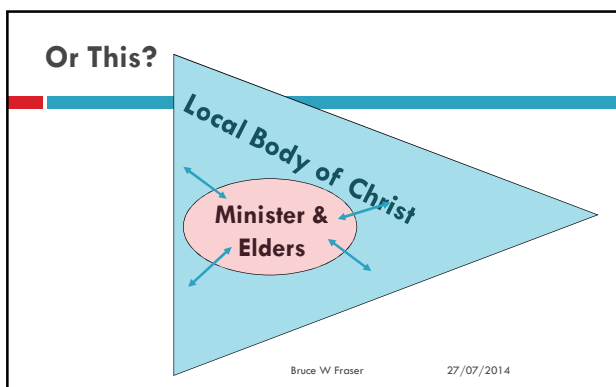 Or This?
Local Body of Christ
Minister &
Elders
Bruce W Fraser 27/07/2014